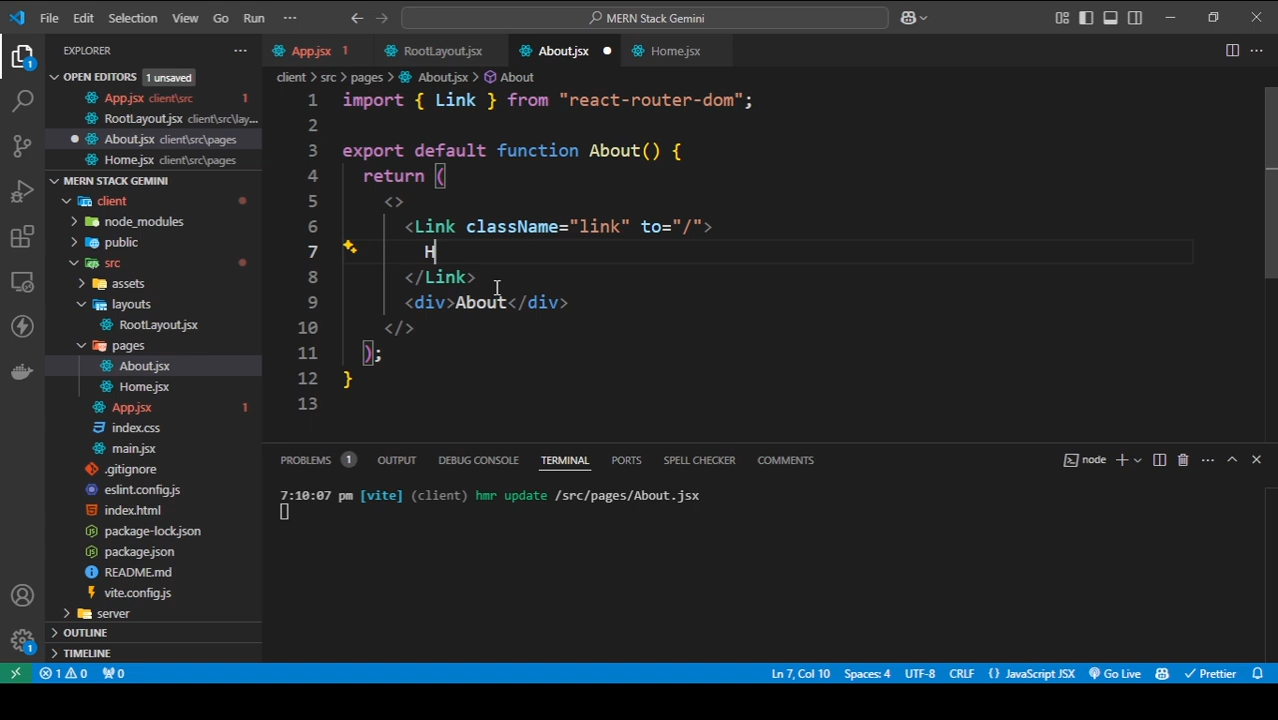 File Edit Selection View Go Run ··· MERN Stack Gemini
EXPLORER ···
OPEN EDITORS 1 unsaved
App.jsx client\src 1
RootLayout.jsx client\src\lay...
About.jsx client\src\pages
Home.jsx client\src\pages
MERN STACK GEMINI
client
node_modules
public
src
assets
layouts
RootLayout.jsx
pages
About.jsx
Home.jsx
App.jsx 1
index.css
main.jsx
.gitignore
eslint.config.js
index.html
package-lock.json
package.json
README.md
vite.config.js
server
OUTLINE
TIMELINE
App.jsx 1 RootLayout.jsx About.jsx Home.jsx
client > src > pages > About.jsx > About
1 import { Link } from "react-router-dom";
2
3 export default function About() {
4 return (
5 <>
6 <Link className="link" to="/">
7 H
8 </Link>
9 <div>About</div>
10 </>
11 );
12 }
13
PROBLEMS 1 OUTPUT DEBUG CONSOLE TERMINAL PORTS SPELL CHECKER COMMENTS node
7:10:07 pm [vite] (client) hmr update /src/pages/About.jsx
1
1
1 0 0 Ln 7, Col 10 Spaces: 4 UTF-8 CRLF {} JavaScript JSX Go Live Prettier